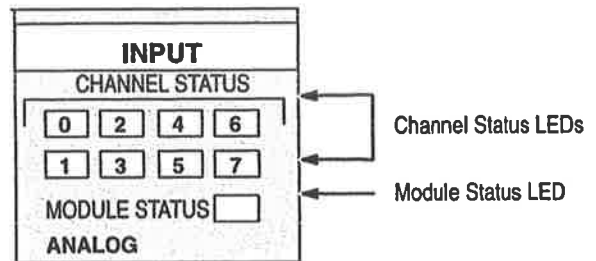 INPUT
CHANNEL STATUS
0 2 4 6
Channel Status LEDs
1 3 5 7
Module Status LED
MODULE STATUS
ANALOG